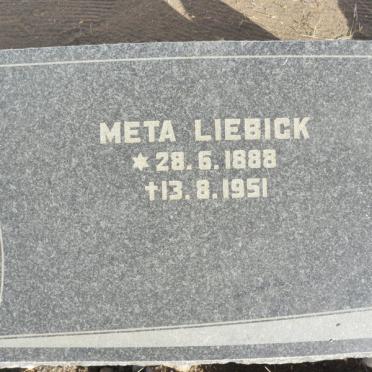 META LIEBICK
* 28. 6. 1888
† 13. 8. 1951